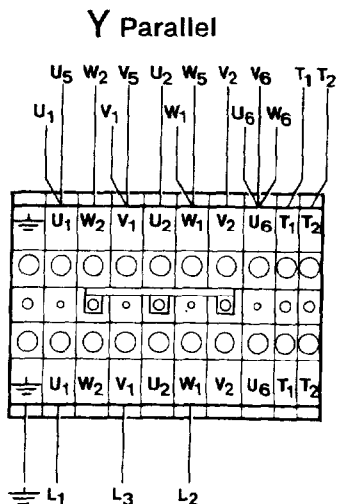 Y Parallel
U5 W2 V5 U2 W5 V2 V6 T1 T2
U1 V1 W1 U6 W6
U1 W2 V1 U2 W1 V2 U6 T1 T2
U1 W2 V1 U2 W1 V2 U6 T1 T2
L1 L3 L2